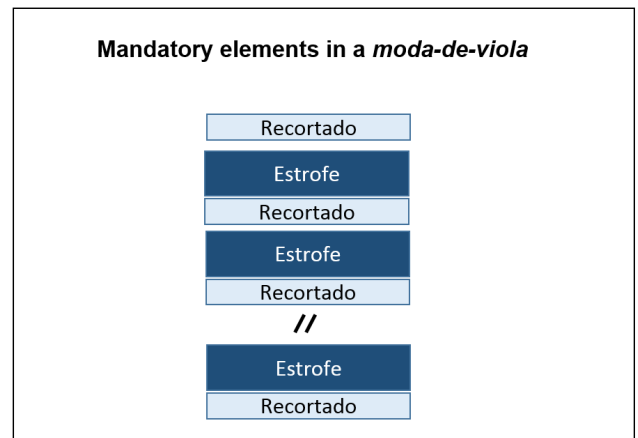 Mandatory elements in a moda-de-viola
Recortado
Estrofe
Recortado
Estrofe
Recortado
//
Estrofe
Recortado